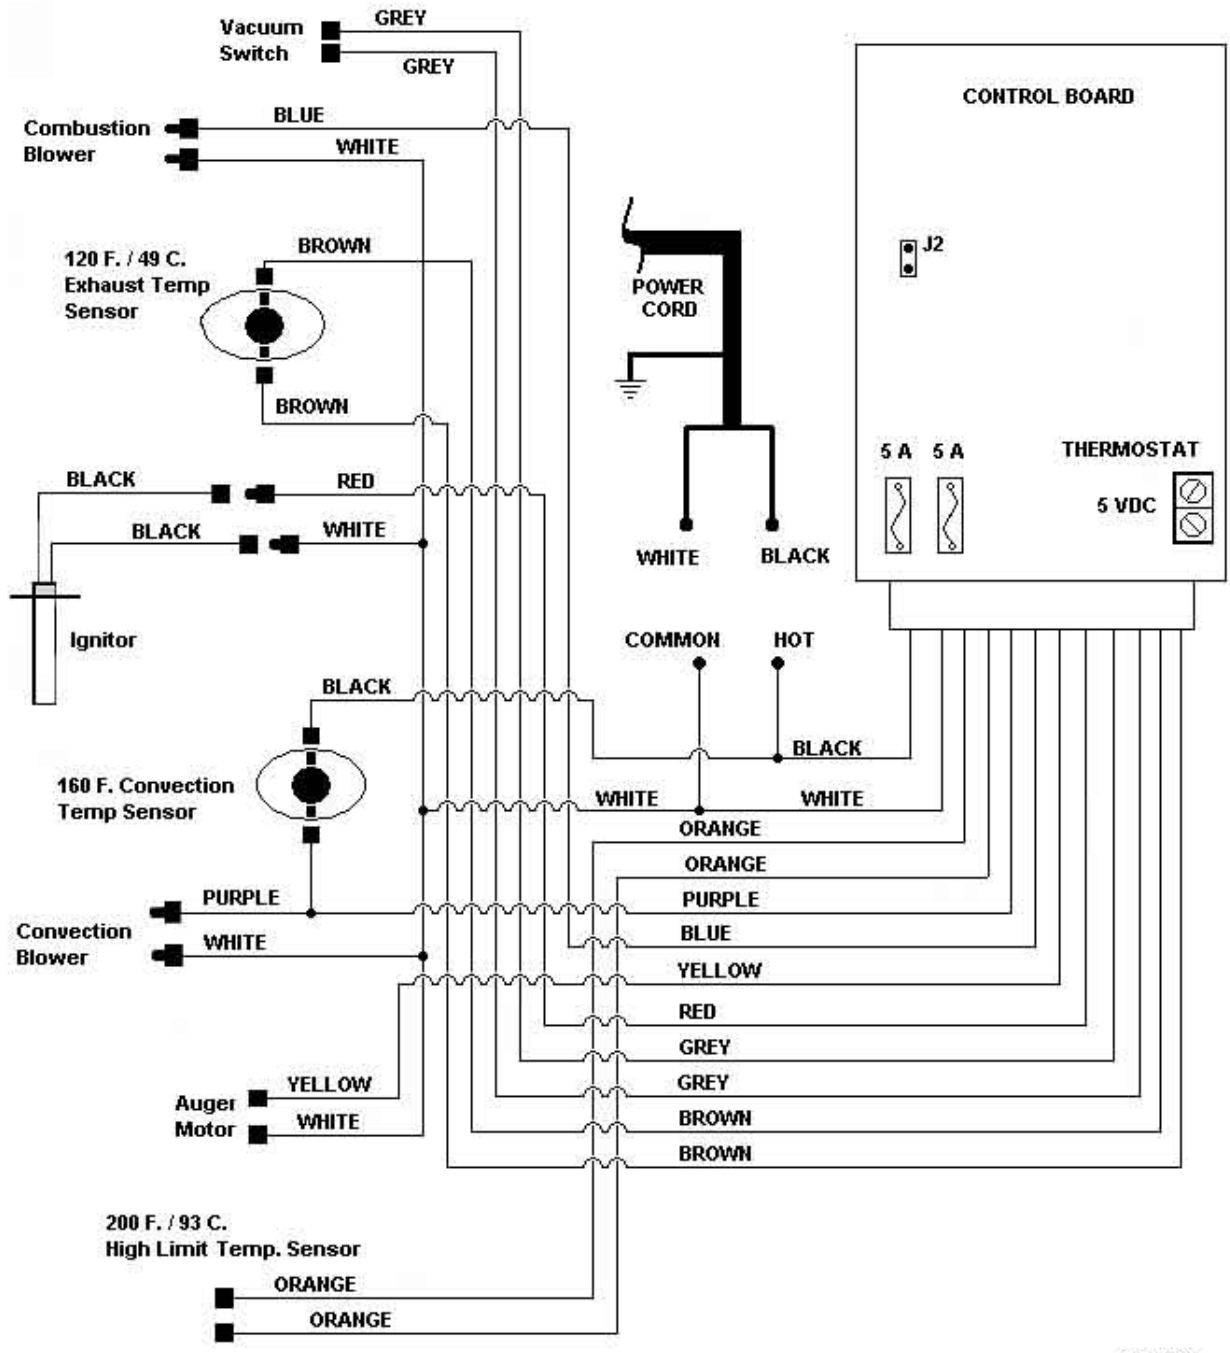 Vacuum
Switch
GREY
GREY
CONTROL BOARD
Combustion
Blower
BLUE
WHITE
120 F. / 49 C.
Exhaust Temp
Sensor
BROWN
BROWN
J2
POWER
CORD
5 A
5 A
THERMOSTAT
5 VDC
BLACK
RED
BLACK
WHITE
WHITE
BLACK
Ignitor
COMMON
HOT
BLACK
BLACK
160 F. Convection
Temp Sensor
WHITE
WHITE
ORANGE
ORANGE
PURPLE
PURPLE
Convection
Blower
WHITE
BLUE
YELLOW
RED
GREY
GREY
Auger
Motor
YELLOW
WHITE
BROWN
BROWN
200 F. / 93 C.
High Limit Temp. Sensor
ORANGE
ORANGE